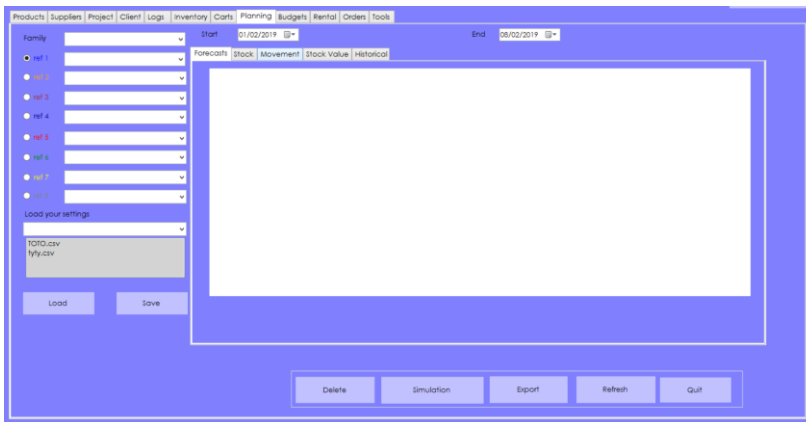 Products Suppliers Project Client Logs Inventory Carts Planning Budgets Rental Orders Tools
Family
Start 01/02/2019 End 08/02/2019
ref 1
Forecasts Stock Movement Stock Value Historical
ref 2
ref 3
ref 4
ref 5
ref 6
ref 7
Load your settings
TOTO.csv
tyty.csv
Load Save
Delete Simulation Export Refresh Quit